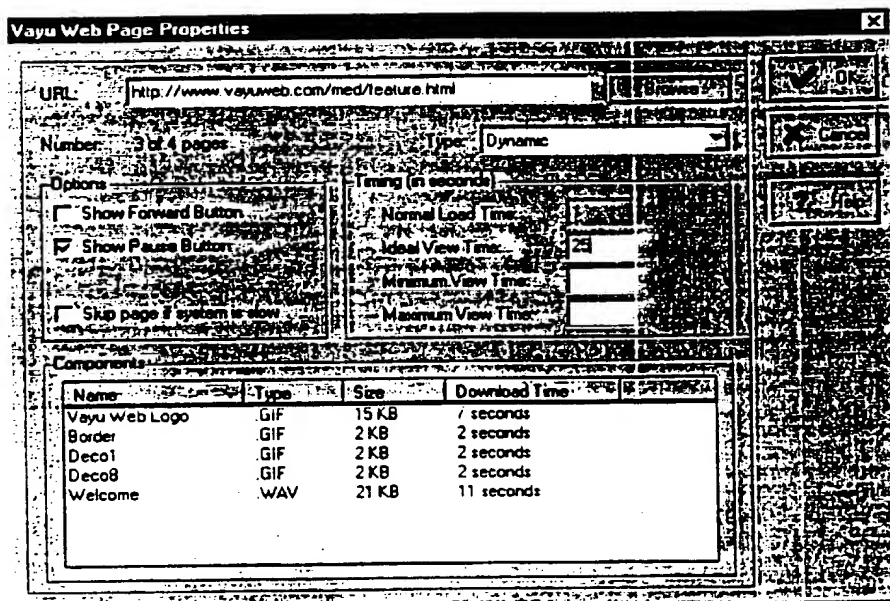 Vayu Web Page Properties
URL: http://www.vayuweb.com/med/feature.html Browse OK
Number: 3 of 4 pages Type: Dynamic Cancel
Options Timing (in seconds) Help
Show Forward Button Normal Load Time:
Show Pause Button Ideal View Time: 25
Minimum View Time:
Skip page if system is slow Maximum View Time:
Components
Name Type Size Download Time
Vayu Web Logo .GIF 15 KB 7 seconds
Border .GIF 2 KB 2 seconds
Deco1 .GIF 2 KB 2 seconds
Deco8 .GIF 2 KB 2 seconds
Welcome .WAV 21 KB 11 seconds